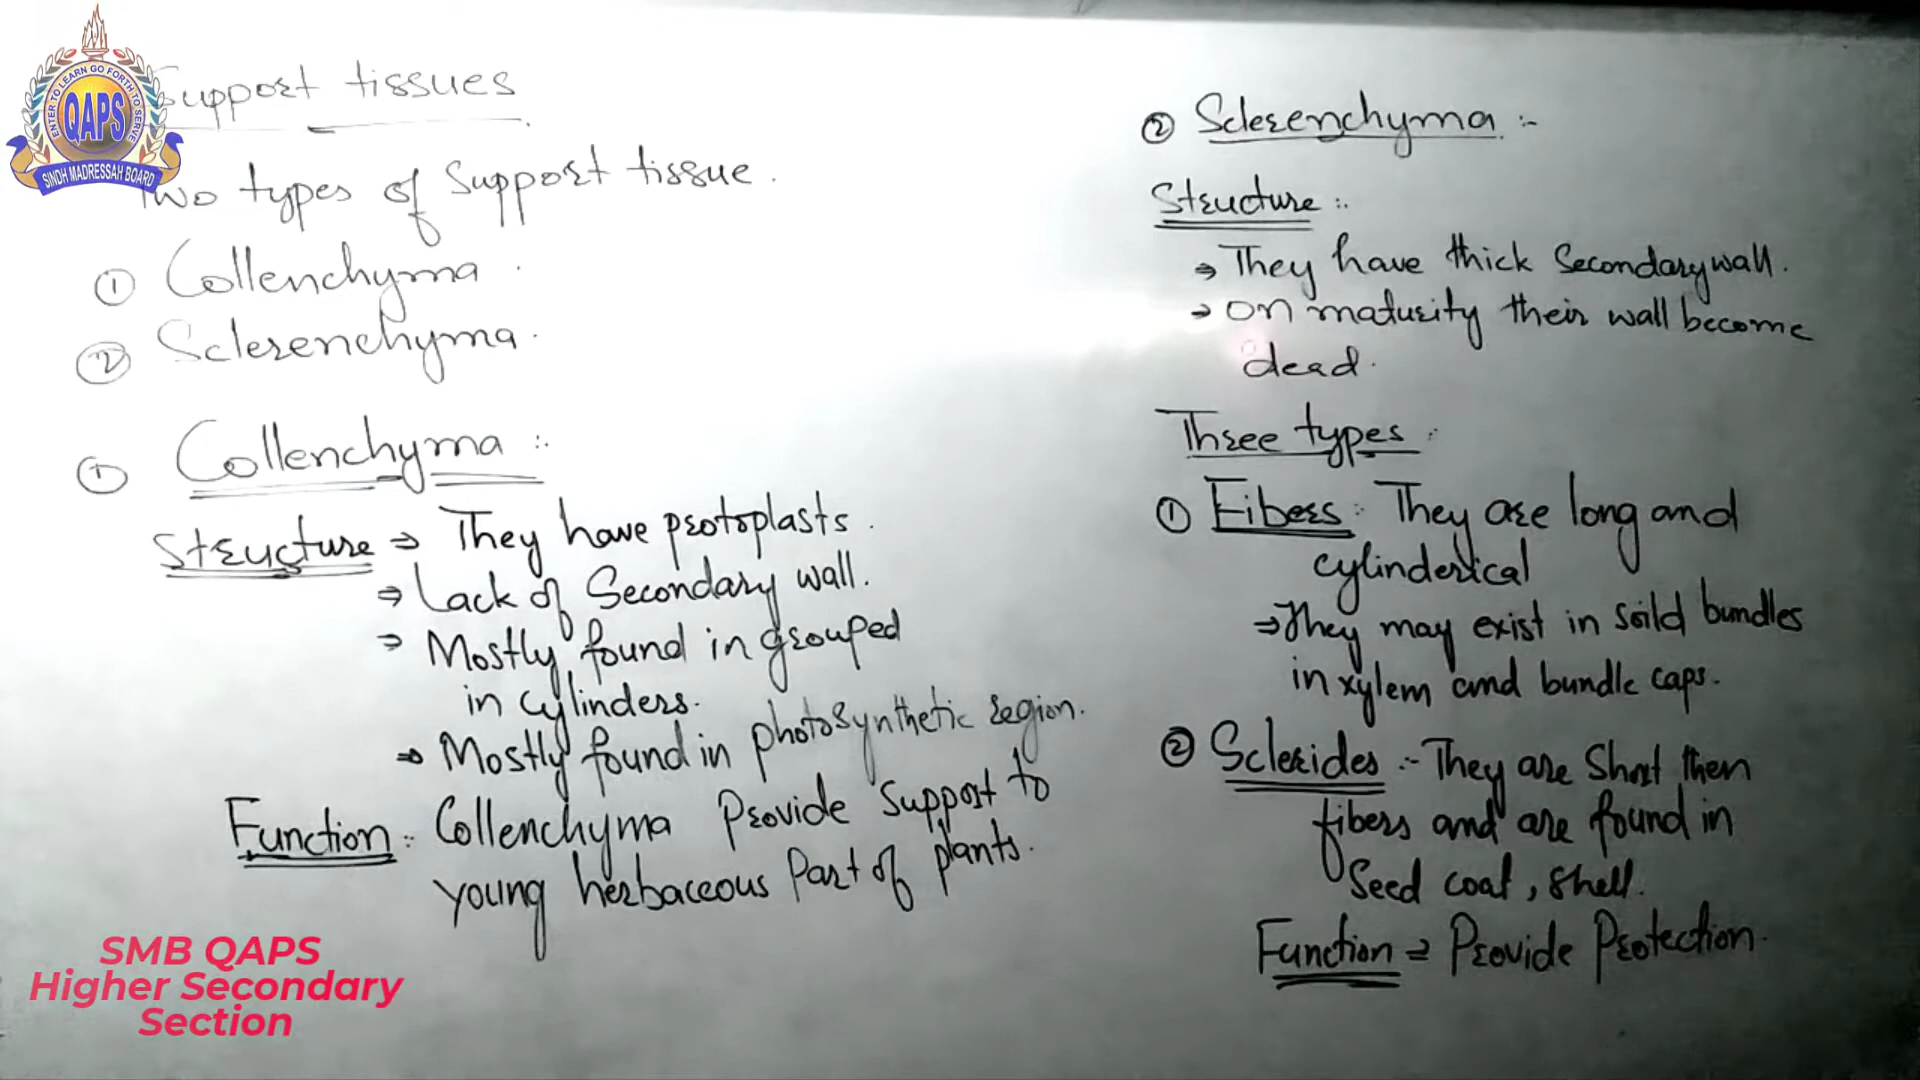 ENTER TO LEARN GO FORTH TO SERVE
QAPS
SINDH MADRESSAH BOARD
Support tissues
Two types of Support tissue.
① Collenchyma
② Sclerenchyma.
① Collenchyma :-
Structure ⇒ They have protoplasts.
⇒ Lack of Secondary wall.
⇒ Mostly found in grouped
in cylinders.
⇒ Mostly found in photosynthetic region.
Function: Collenchyma Provide Support to
young herbaceous Part of plants.
SMB QAPS
Higher Secondary
Section
② Sclerenchyma :-
Structure :-
→ They have thick Secondary wall.
→ On maturity their wall become
dead.
Three types :
① Fibers: They are long and
cylinderical
⇒ They may exist in soild bundles
in xylem and bundle caps.
② Sclerides :- They are Short then
fibers and are found in
Seed coat, shell.
Function = Provide Protection.